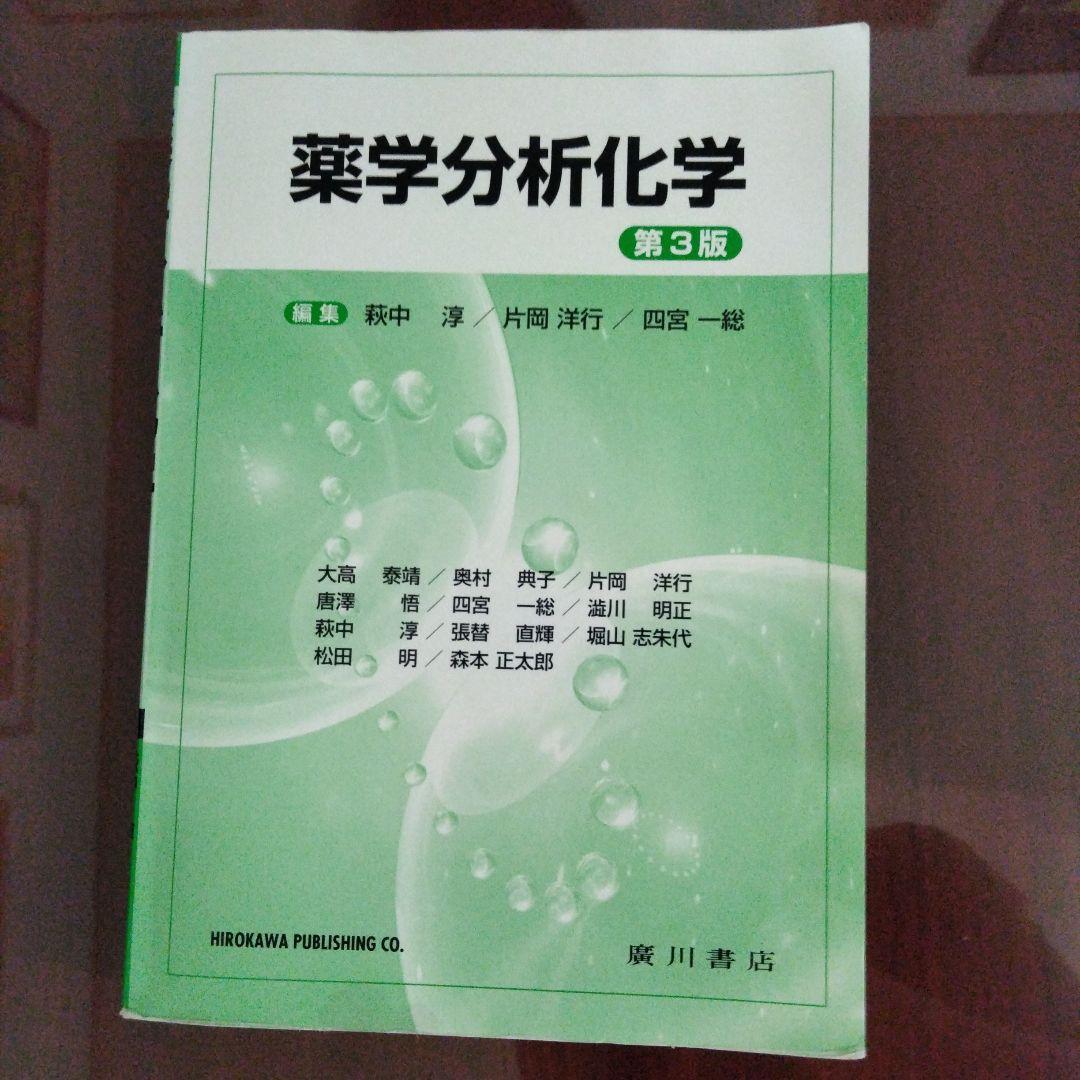 薬学分析化学
第3版
編集 萩中 淳／片岡 洋行／四宮 一総
大高 泰靖／奥村 典子／片岡 洋行
唐澤 悟／四宮 一総／澁川 明正
萩中 淳／張替 直輝／堀山 志朱代
松田 明／森本 正太郎
HIROKAWA PUBLISHING CO.
廣川書店